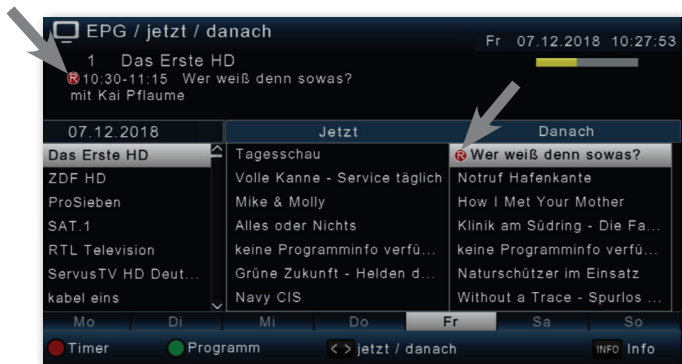 EPG / jetzt / danach
Fr 07.12.2018 10:27:53
1 Das Erste HD
R 10:30-11:15 Wer weiß denn sowas?
mit Kai Pflaume
07.12.2018 Jetzt Danach
Das Erste HD Tagesschau R Wer weiß denn sowas?
ZDF HD Volle Kanne - Service täglich Notruf Hafenkante
ProSieben Mike & Molly How I Met Your Mother
SAT.1 Alles oder Nichts Klinik am Südring - Die Fa...
RTL Television keine Programminfo verfü... keine Programminfo verfü...
ServusTV HD Deut... Grüne Zukunft - Helden d... Naturschützer im Einsatz
kabel eins Navy CIS Without a Trace - Spurlos ...
Mo Di Mi Do Fr Sa So
Timer Programm < > jetzt / danach INFO Info